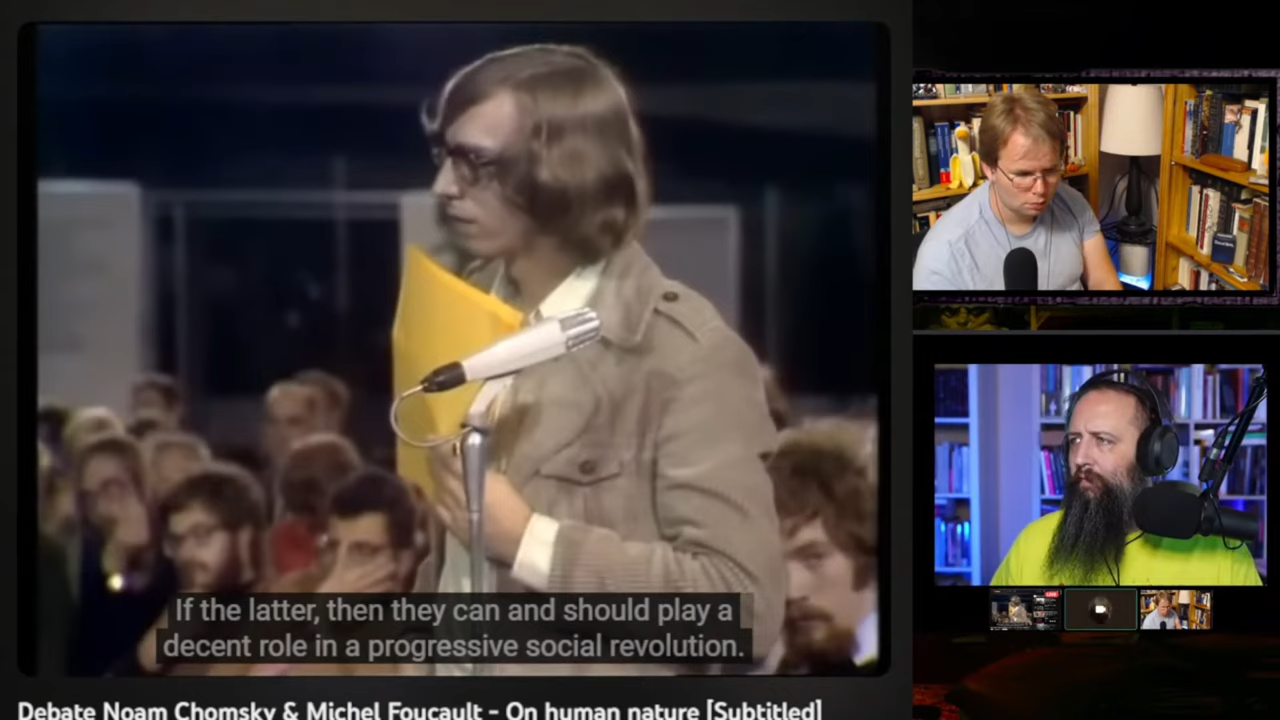 If the latter, then they can and should play a
decent role in a progressive social revolution.
Debate Noam Chomsky & Michel Foucault - On human nature [Subtitled]
LIVE